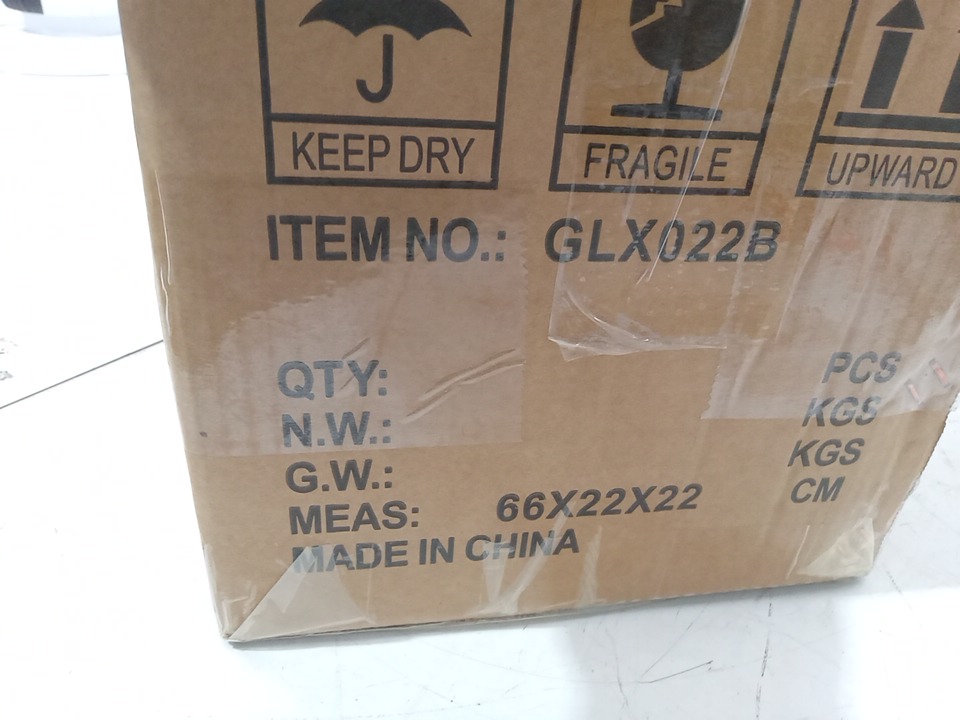 KEEP DRY
FRAGILE
UPWARD
ITEM NO.: GLX022B
QTY: PCS
N.W.: KGS
G.W.: KGS
MEAS: 66X22X22 CM
MADE IN CHINA